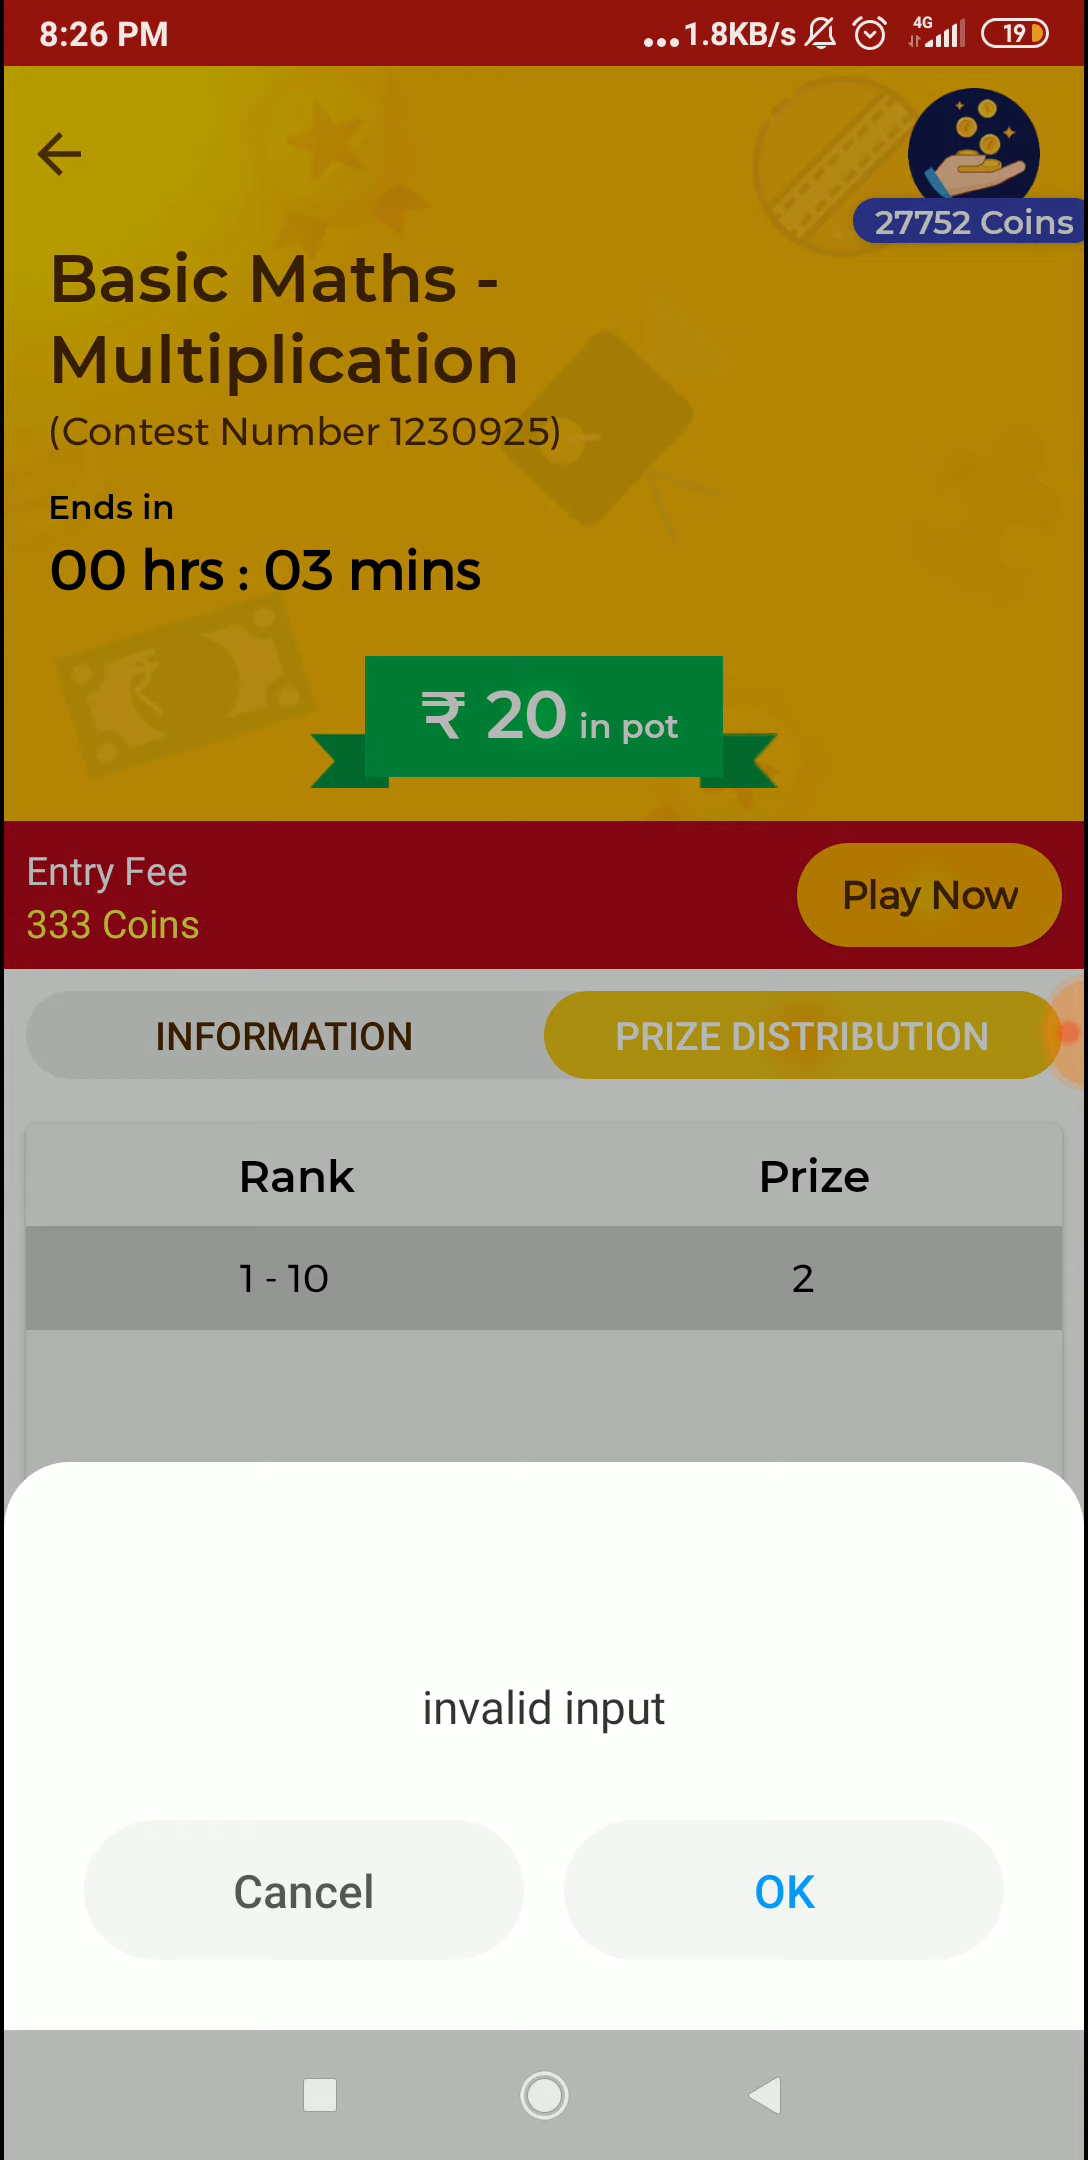 8:26 PM
...1.8KB/s 4G 19
27752 Coins
Basic Maths -
Multiplication
(Contest Number 1230925)
Ends in
00 hrs : 03 mins
₹ 20 in pot
Entry Fee
333 Coins
Play Now
INFORMATION PRIZE DISTRIBUTION
Rank Prize
1 - 10 2
invalid input
Cancel OK